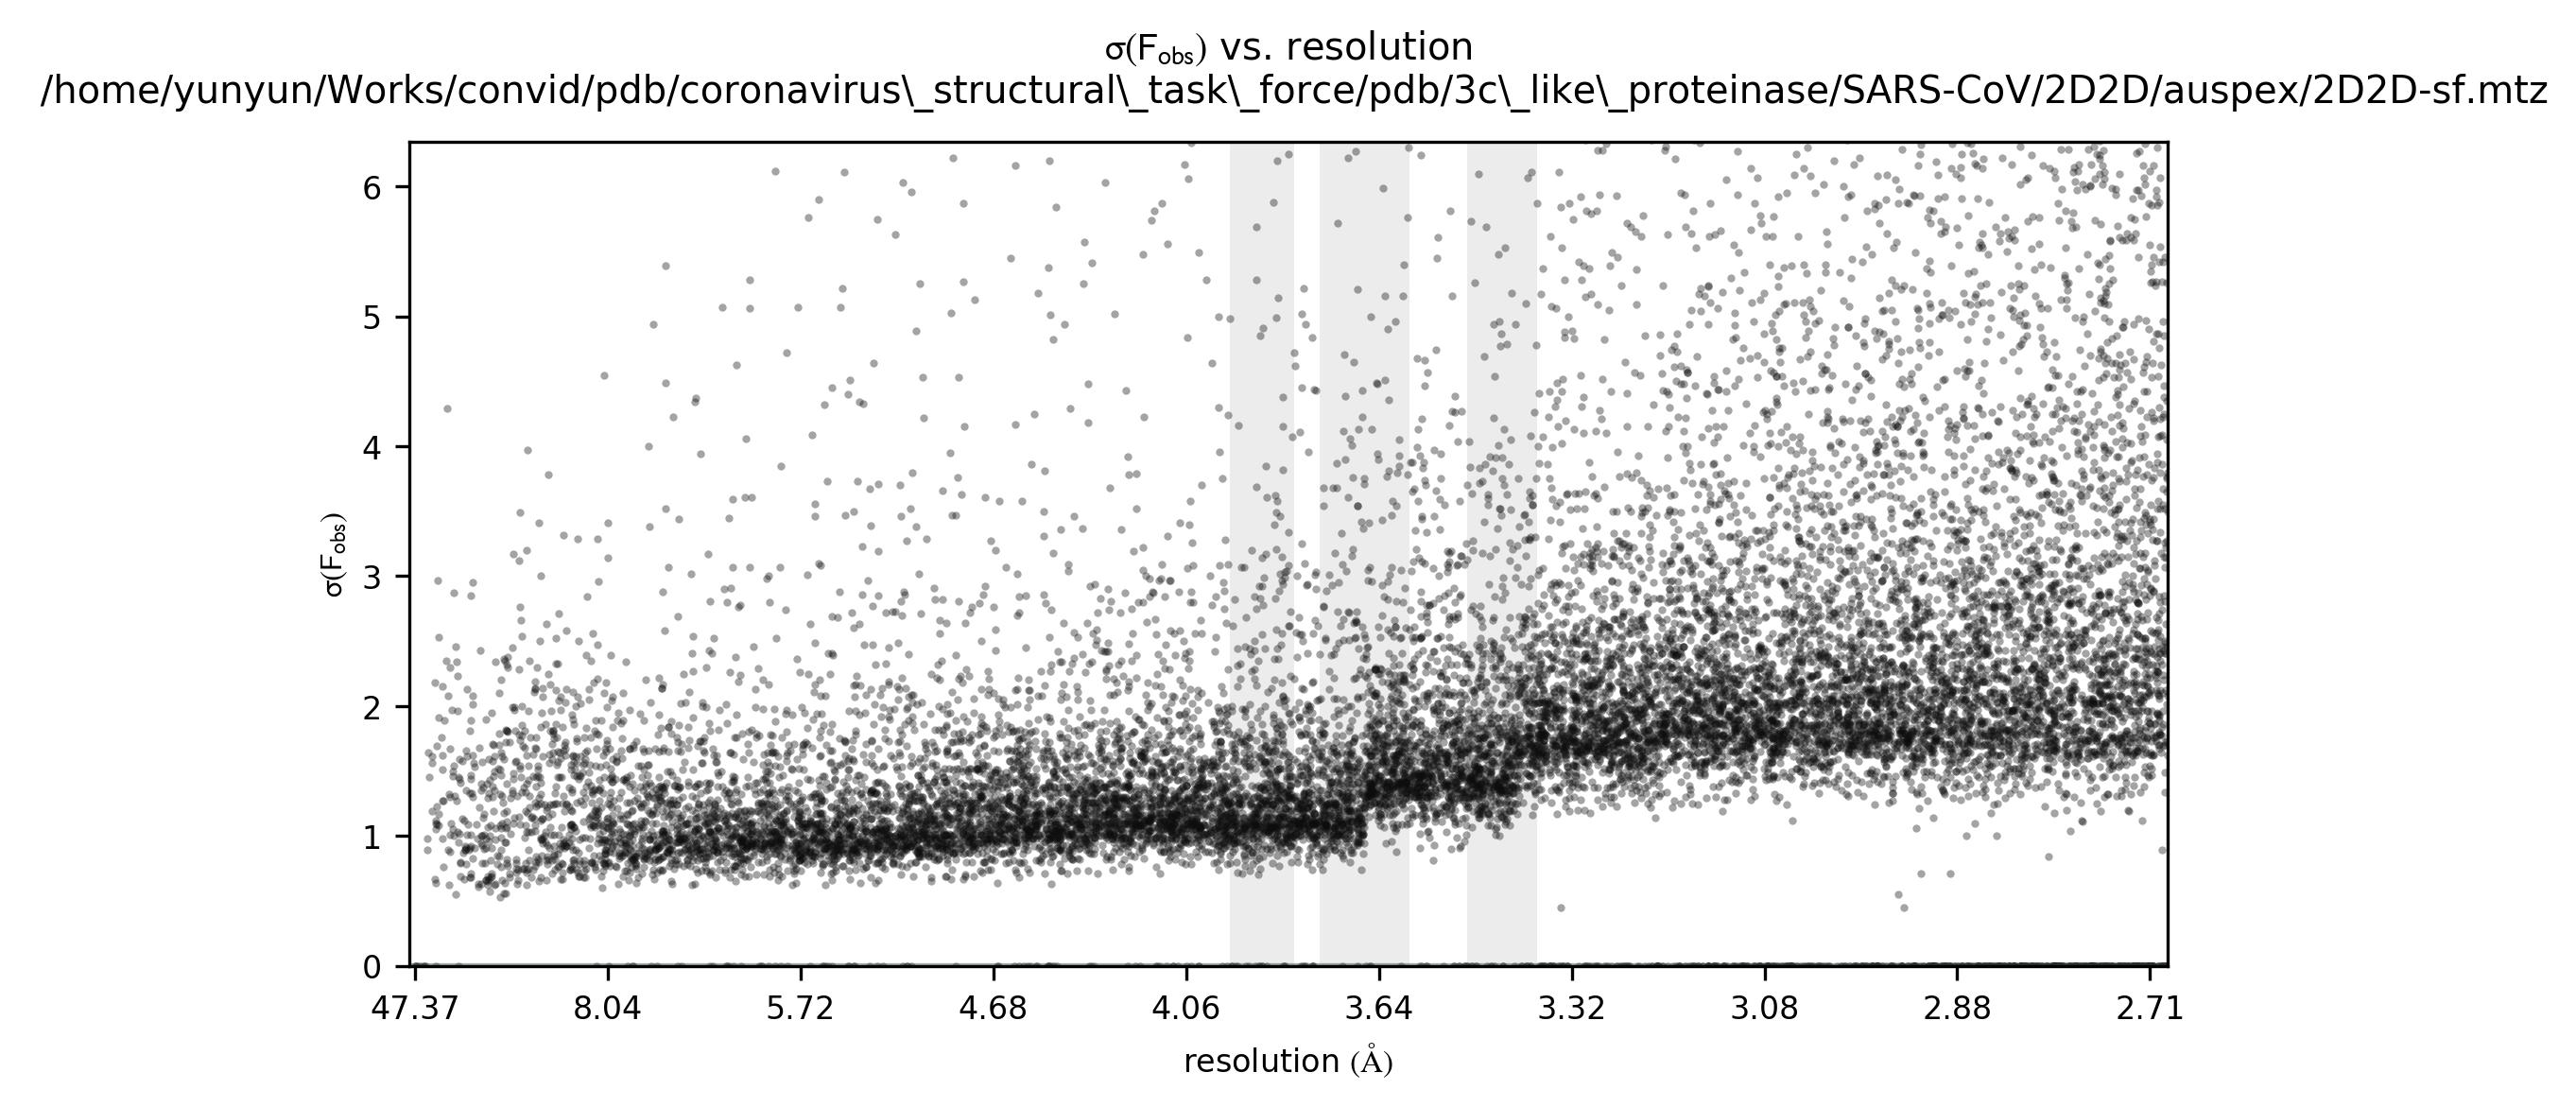 σ(F_obs) vs. resolution
/home/yunyun/Works/convid/pdb/coronavirus\_structural\_task\_force/pdb/3c\_like\_proteinase/SARS-CoV/2D2D/auspex/2D2D-sf.mtz
6
5
4
3
2
1
0
σ(F_obs)
47.37 8.04 5.72 4.68 4.06 3.64 3.32 3.08 2.88 2.71
resolution (Å)